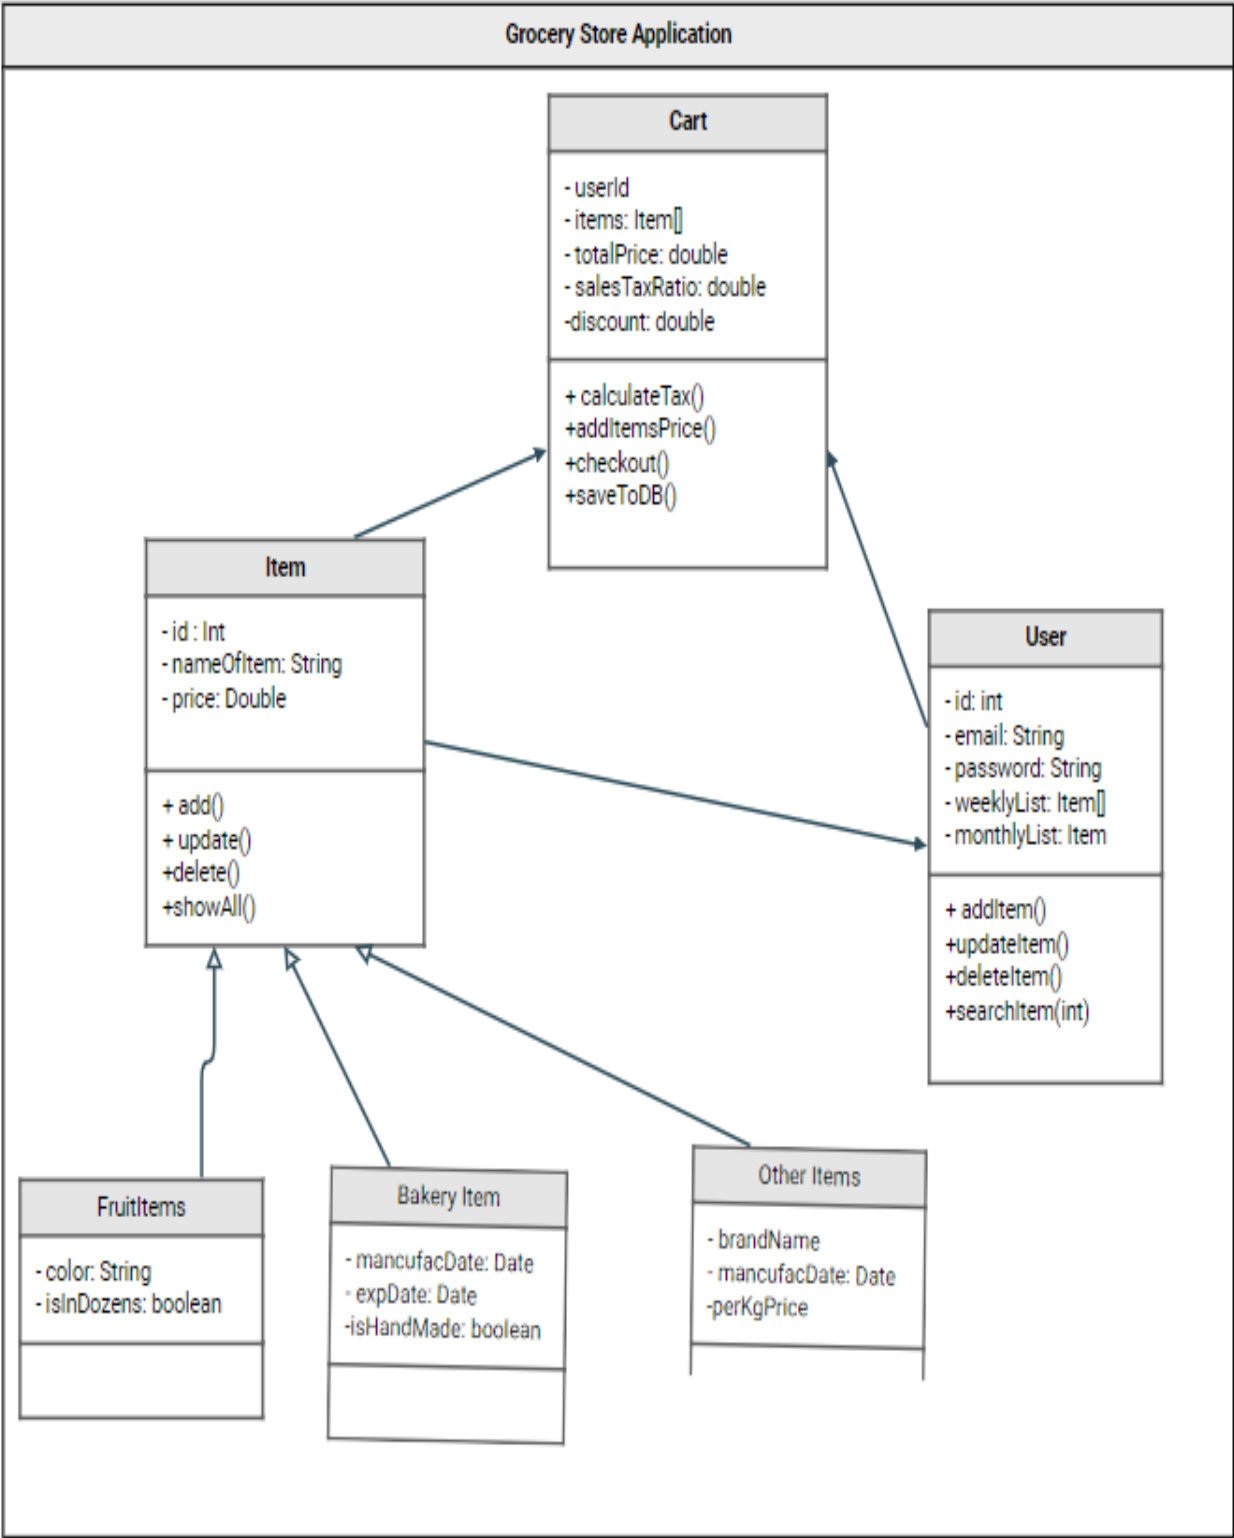 Grocery Store Application
Cart
- userId
- items: Item[]
- totalPrice: double
- salesTaxRatio: double
-discount: double
+ calculateTax()
+addItemsPrice()
+checkout()
+saveToDB()
Item
- id : Int
- nameOfItem: String
- price: Double
+ add()
+ update()
+delete()
+showAll()
User
- id: int
- email: String
- password: String
- weeklyList: Item[]
- monthlyList: Item
+ addItem()
+updateItem()
+deleteItem()
+searchItem(int)
FruitItems
- color: String
- isInDozens: boolean
Bakery Item
- mancufacDate: Date
- expDate: Date
-isHandMade: boolean
Other Items
- brandName
- mancufacDate: Date
-perKgPrice